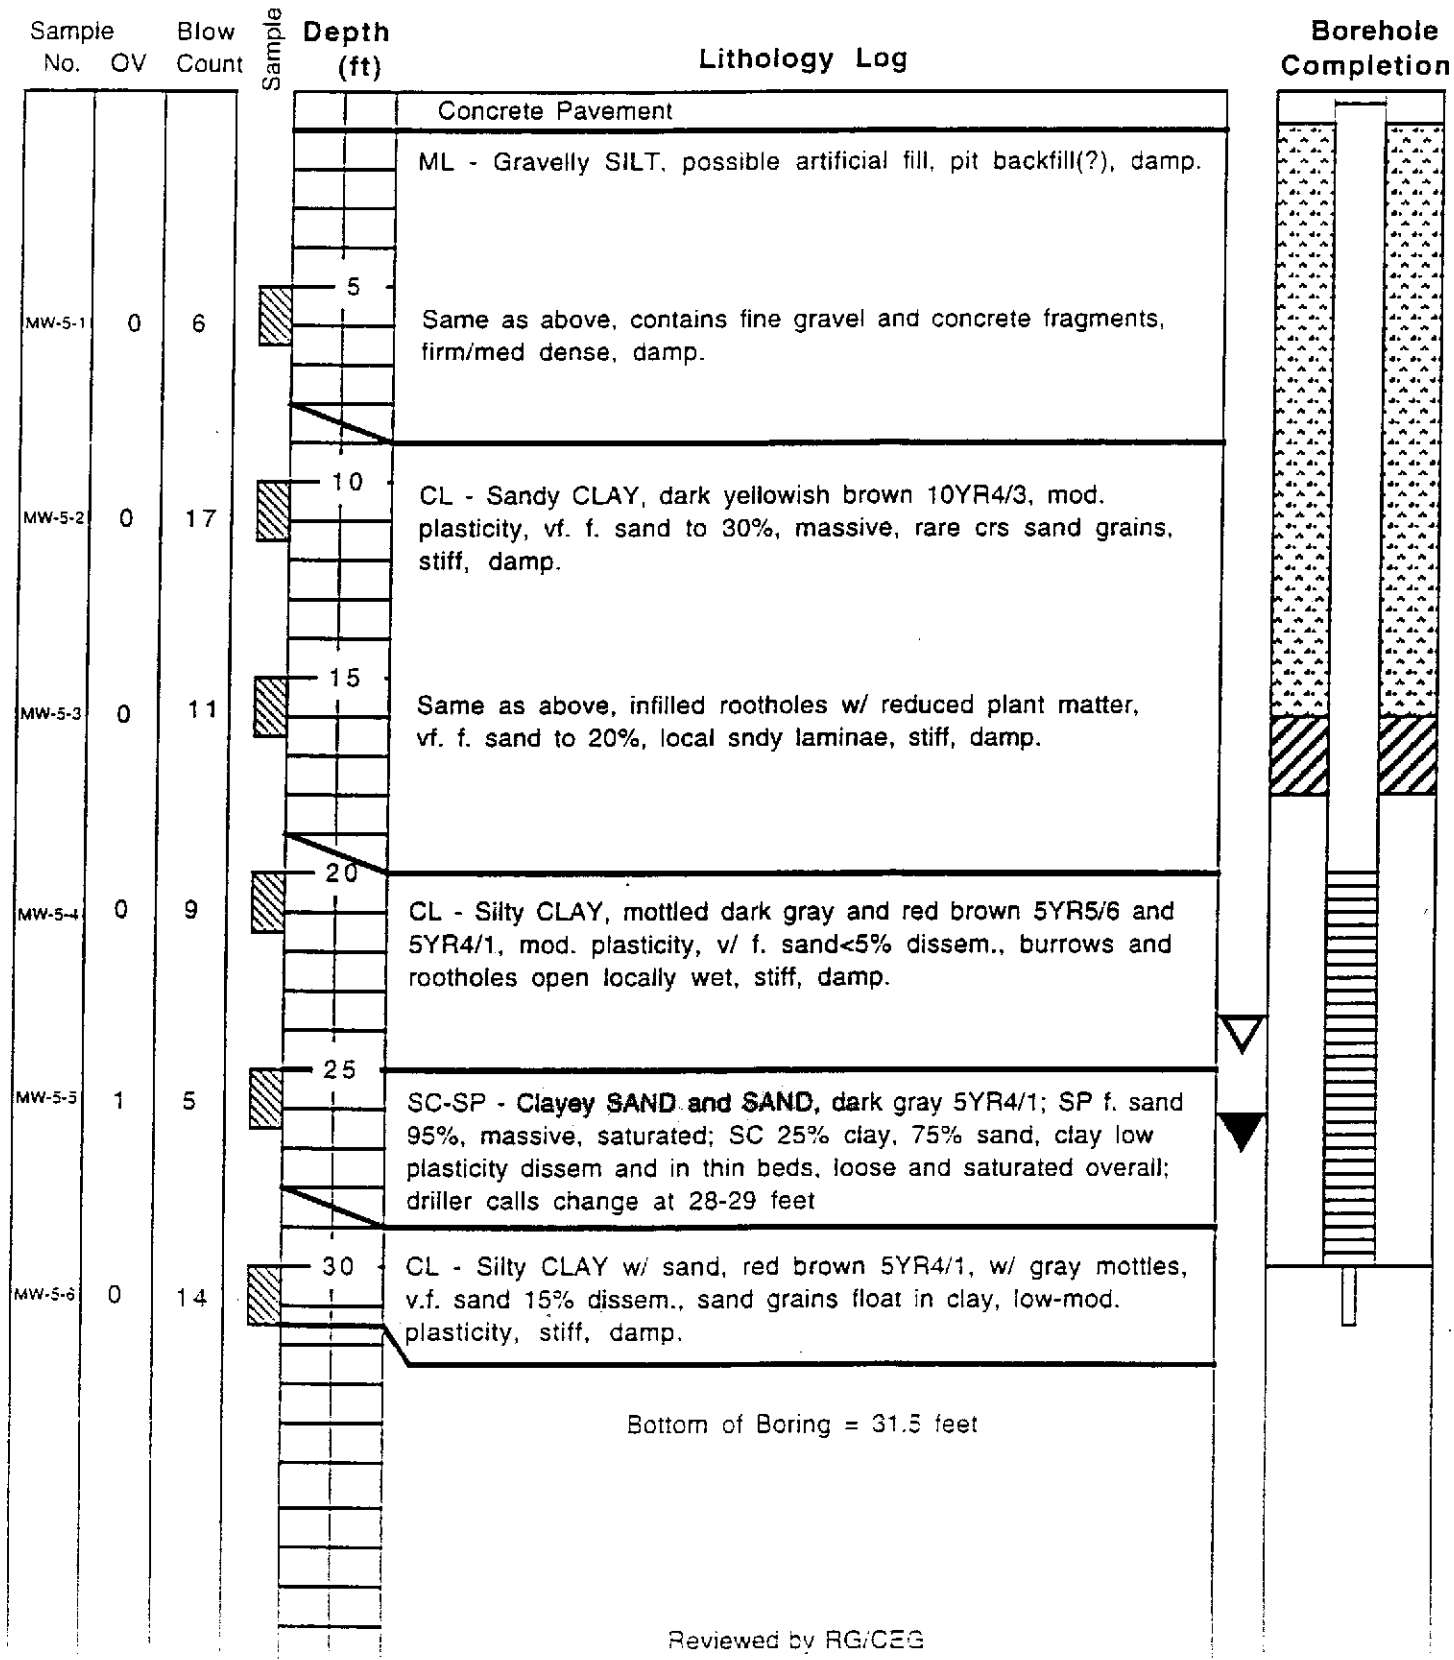 Sample No. OV Blow Count Sample Depth (ft) Lithology Log Borehole Completion
Concrete Pavement
ML - Gravelly SILT, possible artificial fill, pit backfill(?), damp.
5
MW-5-1 0 6
Same as above, contains fine gravel and concrete fragments,
firm/med dense, damp.
10
MW-5-2 0 17
CL - Sandy CLAY, dark yellowish brown 10YR4/3, mod.
plasticity, vf. f. sand to 30%, massive, rare crs sand grains,
stiff, damp.
15
MW-5-3 0 11
Same as above, infilled rootholes w/ reduced plant matter,
vf. f. sand to 20%, local sndy laminae, stiff, damp.
20
MW-5-4 0 9
CL - Silty CLAY, mottled dark gray and red brown 5YR5/6 and
5YR4/1, mod. plasticity, v/ f. sand<5% dissem., burrows and
rootholes open locally wet, stiff, damp.
25
MW-5-5 1 5
SC-SP - Clayey SAND and SAND, dark gray 5YR4/1; SP f. sand
95%, massive, saturated; SC 25% clay, 75% sand, clay low
plasticity dissem and in thin beds, loose and saturated overall;
driller calls change at 28-29 feet
30
MW-5-6 0 14
CL - Silty CLAY w/ sand, red brown 5YR4/1, w/ gray mottles,
v.f. sand 15% dissem., sand grains float in clay, low-mod.
plasticity, stiff, damp.
Bottom of Boring = 31.5 feet
Reviewed by RG/CEG